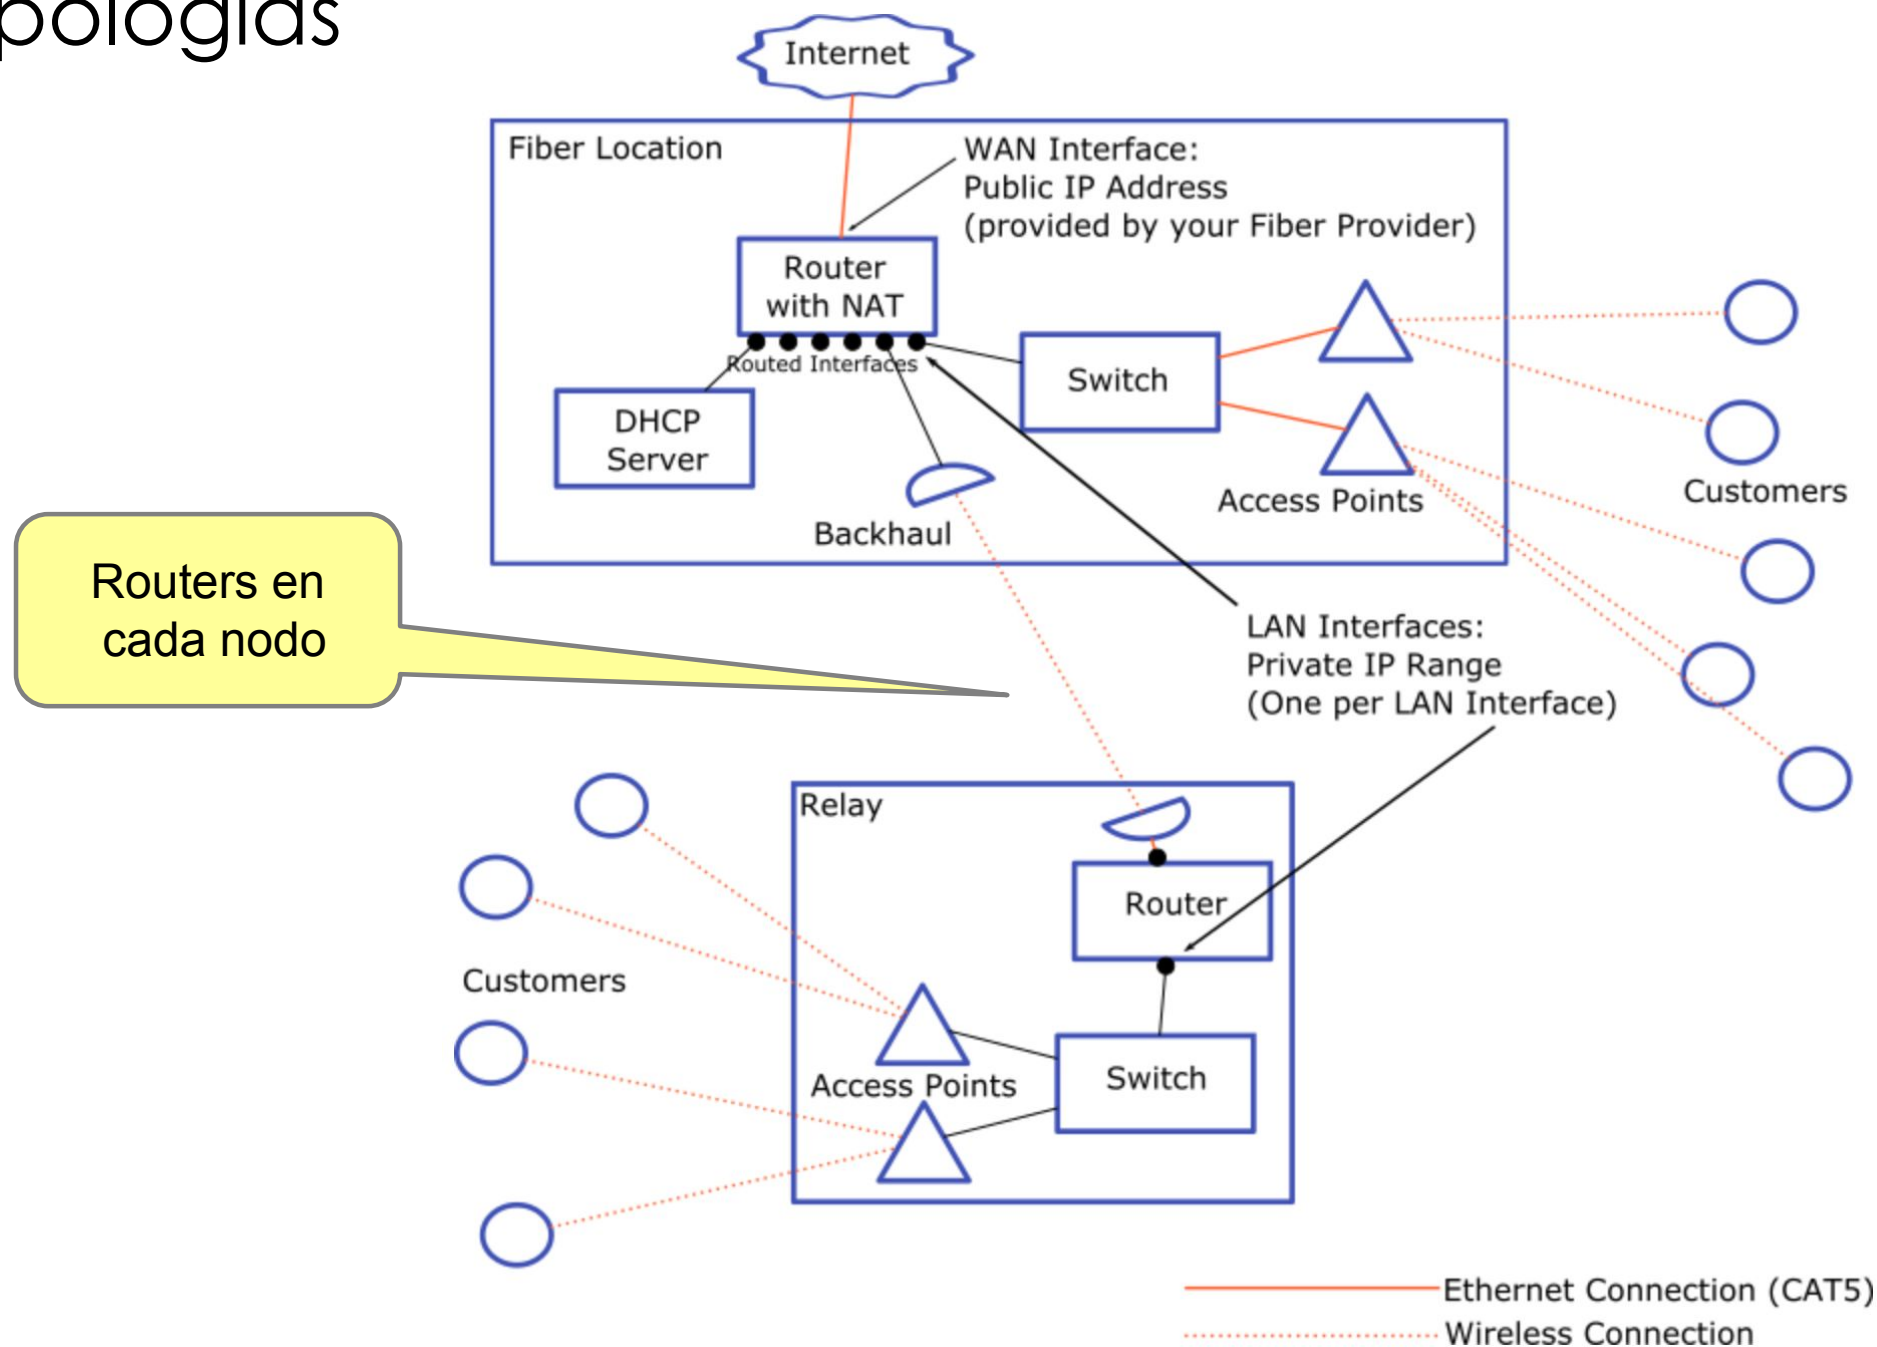 pologías
Internet
Fiber Location
WAN Interface:
Public IP Address
(provided by your Fiber Provider)
Router
with NAT
Routed Interfaces
Switch
DHCP
Server
Access Points
Customers
Backhaul
Routers en
cada nodo
LAN Interfaces:
Private IP Range
(One per LAN Interface)
Relay
Router
Customers
Access Points
Switch
Ethernet Connection (CAT5)
Wireless Connection